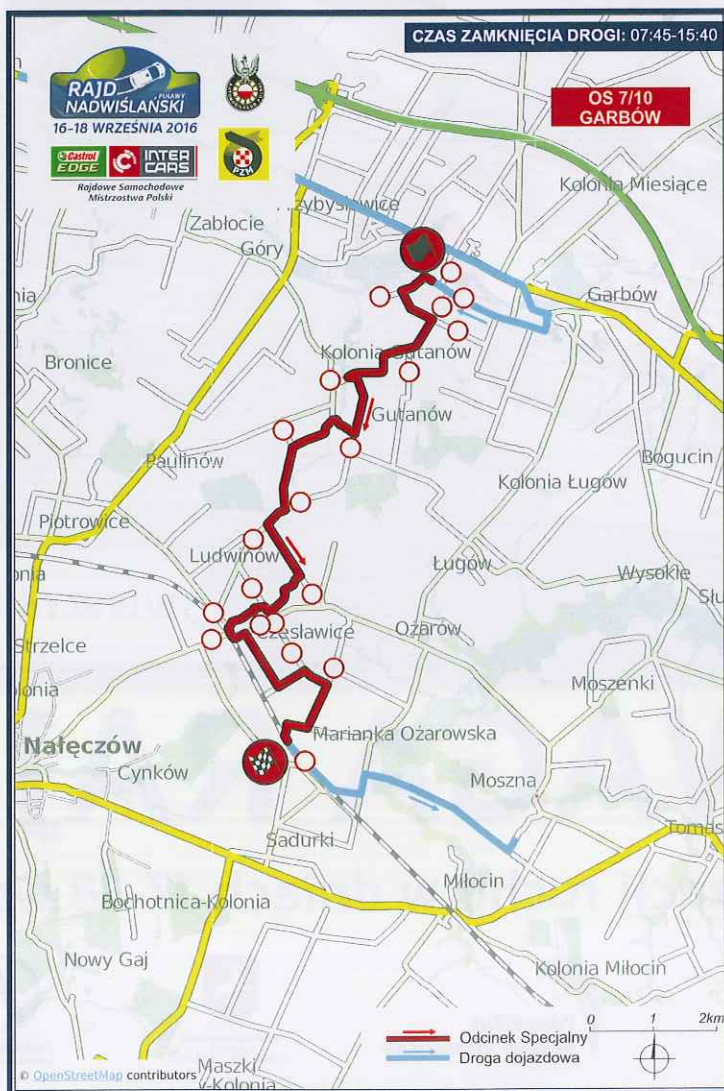 CZAS ZAMKNIĘCIA DROGI: 07:45-15:40
RAJD
PUŁAWY
NADWIŚLAŃSKI
16-18 WRZEŚNIA 2016
Castrol
EDGE
INTER
CARS
PZM
Rajdowe Samochodowe
Mistrzostwa Polski
OS 7/10
GARBÓW
Kolonia Miesiące
Zabłocie
Góry
Garbów
Bronice
Kolonia Gutanów
Gutanów
Paulinów
Bogucin
Kolonia Ługów
Piotrowice
Ludwinów
Ługów
Wysokie
Strzelce
Czesławice
Ożarów
Moszenki
Nałęczów
Marianka Ożarowska
Cynków
Moszna
Sadurki
Tomas
Miłocin
Bochotnica-Kolonia
Nowy Gaj
Kolonia Miłocin
0 1 2km
Odcinek Specjalny
Droga dojazdowa
© OpenStreetMap contributors
Maszki